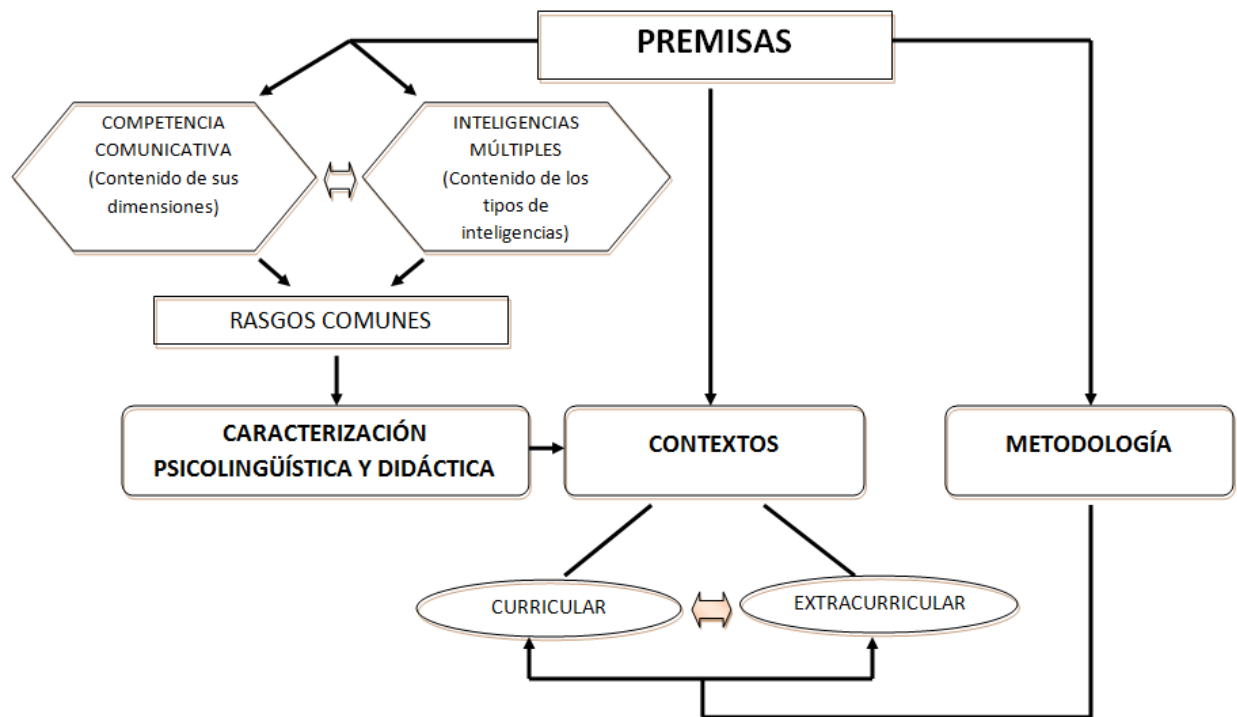 PREMISAS
COMPETENCIA
COMUNICATIVA
(Contenido de sus
dimensiones)
INTELIGENCIAS
MÚLTIPLES
(Contenido de los
tipos de
inteligencias)
RASGOS COMUNES
CARACTERIZACIÓN
PSICOLINGÜÍSTICA Y DIDÁCTICA
CONTEXTOS
METODOLOGÍA
CURRICULAR
EXTRACURRICULAR